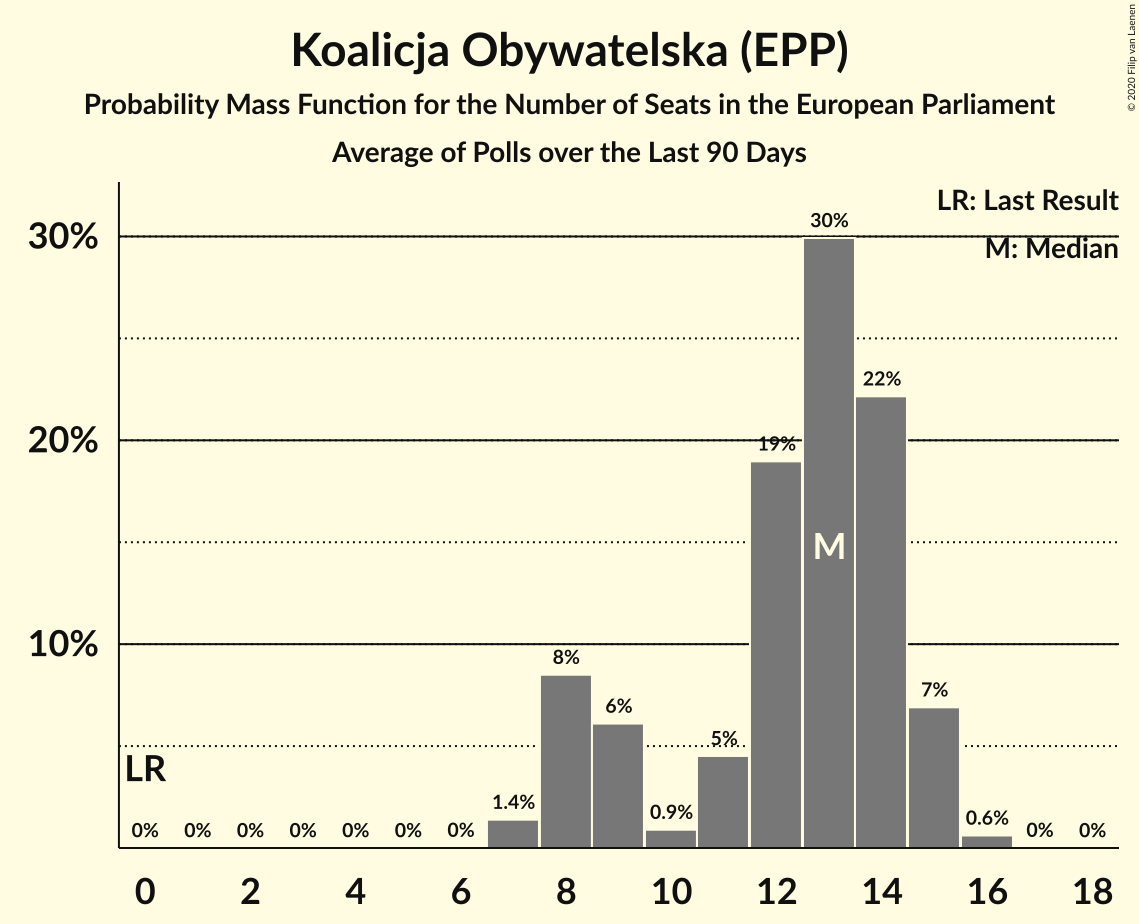 Koalicja Obywatelska (EPP)
Probability Mass Function for the Number of Seats in the European Parliament
Average of Polls over the Last 90 Days
© 2020 Filip van Laenen
LR: Last Result
M: Median
30%
20%
10%
30%
22%
19%
M
8%
7%
6%
5%
LR
1.4%
0.9%
0.6%
0% 0% 0% 0% 0% 0% 0% 0% 0%
0 2 4 6 8 10 12 14 16 18